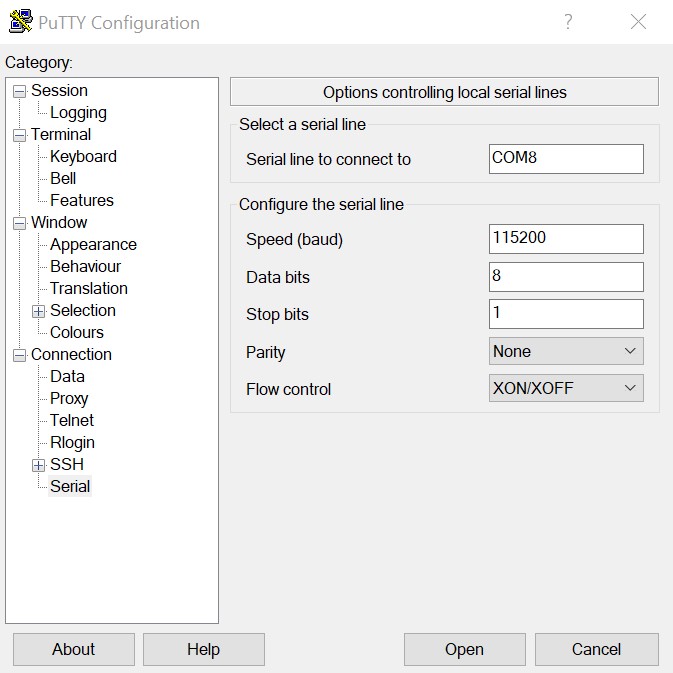 PuTTY Configuration
?
Category:
Session
Logging
Terminal
Keyboard
Bell
Features
Window
Appearance
Behaviour
Translation
Selection
Colours
Connection
Data
Proxy
Telnet
Rlogin
SSH
Serial
Options controlling local serial lines
Select a serial line
Serial line to connect to COM8
Configure the serial line
Speed (baud) 115200
Data bits 8
Stop bits 1
Parity None
Flow control XON/XOFF
About Help Open Cancel